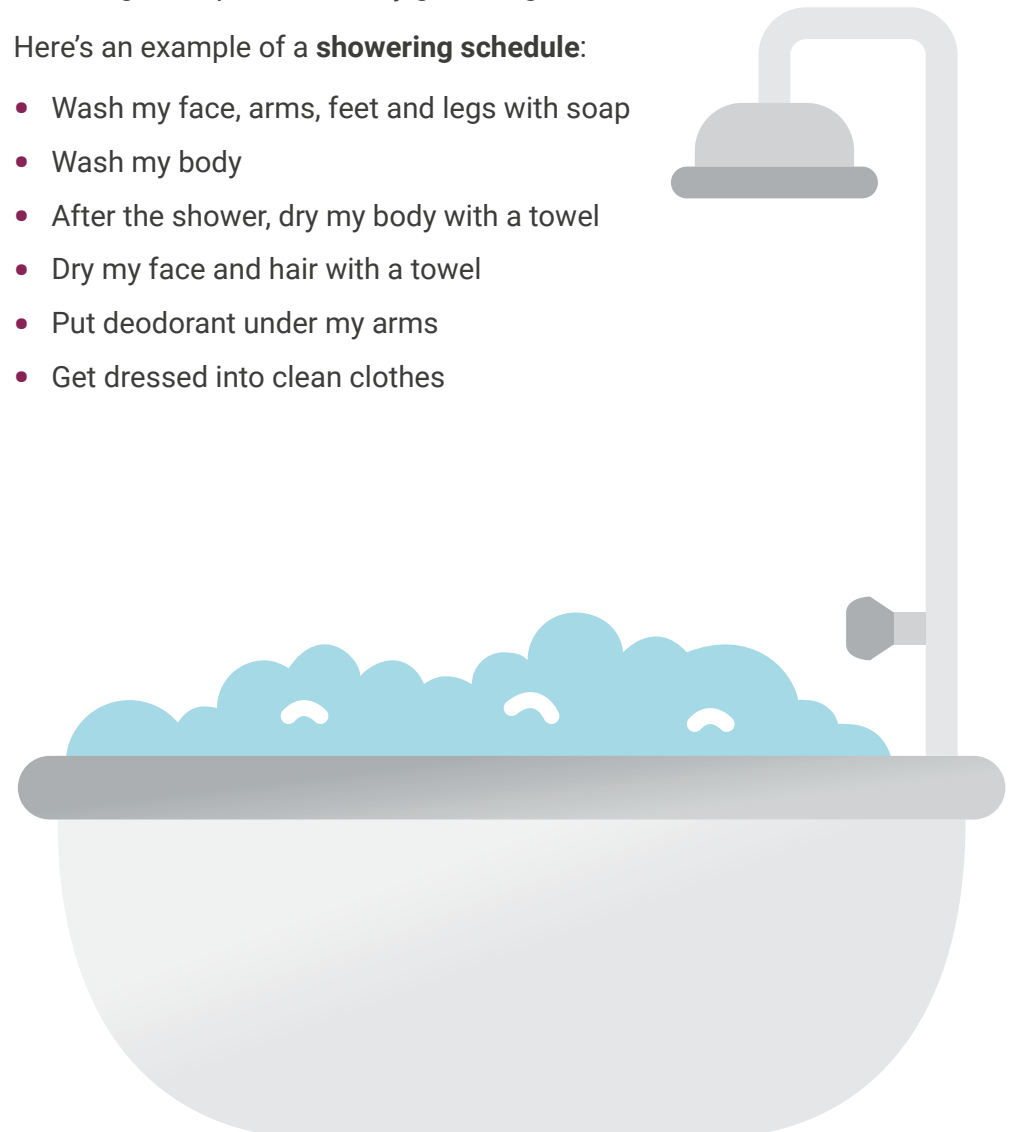 Here's an example of a showering schedule:
• Wash my face, arms, feet and legs with soap
• Wash my body
• After the shower, dry my body with a towel
• Dry my face and hair with a towel
• Put deodorant under my arms
• Get dressed into clean clothes